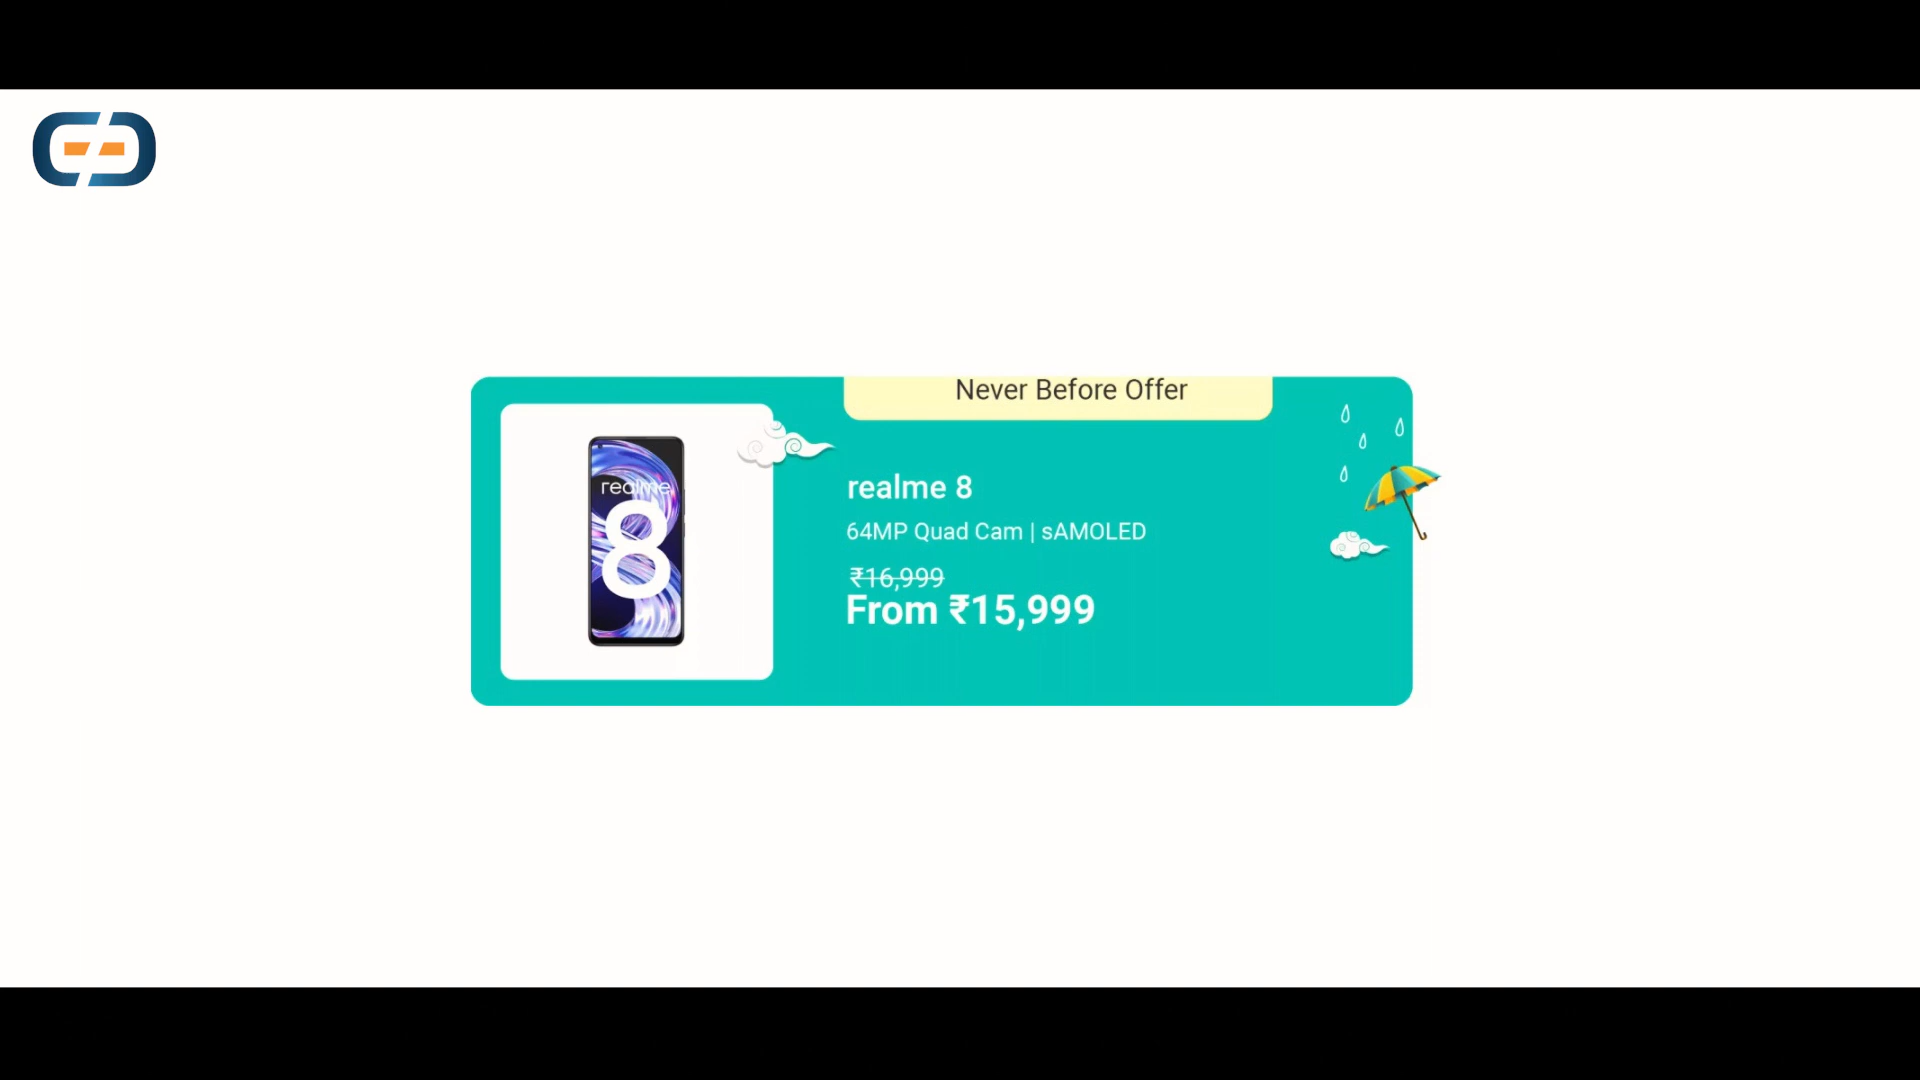 Never Before Offer
realme
8
realme 8
64MP Quad Cam | sAMOLED
₹16,999
From ₹15,999